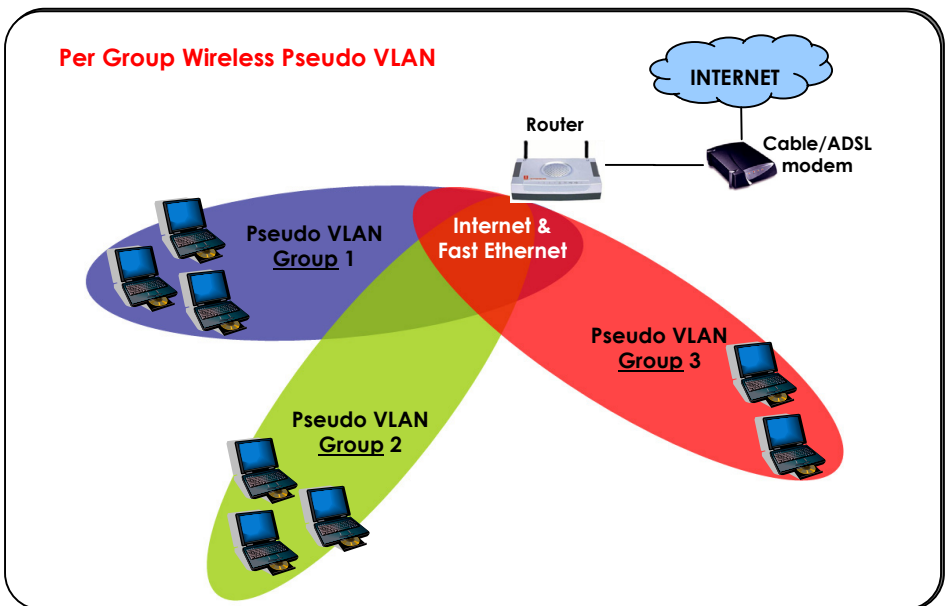 Per Group Wireless Pseudo VLAN
INTERNET
Router
Cable/ADSL
modem
Pseudo VLAN
Group 1
Internet &
Fast Ethernet
Pseudo VLAN
Group 3
Pseudo VLAN
Group 2